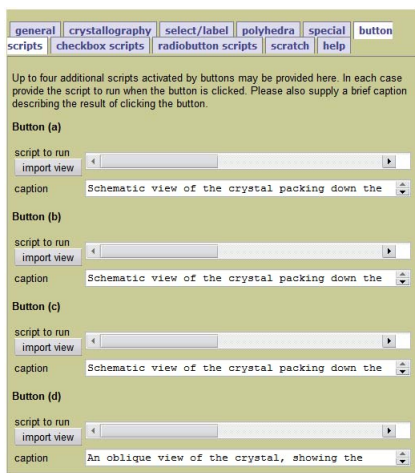 general crystallography select/label polyhedra special button
scripts checkbox scripts radiobutton scripts scratch help
Up to four additional scripts activated by buttons may be provided here. In each case
provide the script to run when the button is clicked. Please also supply a brief caption
describing the result of clicking the button.
Button (a)
script to run
import view
caption Schematic view of the crystal packing down the
Button (b)
script to run
import view
caption Schematic view of the crystal packing down the
Button (c)
script to run
import view
caption Schematic view of the crystal packing down the
Button (d)
script to run
import view
caption An oblique view of the crystal, showing the